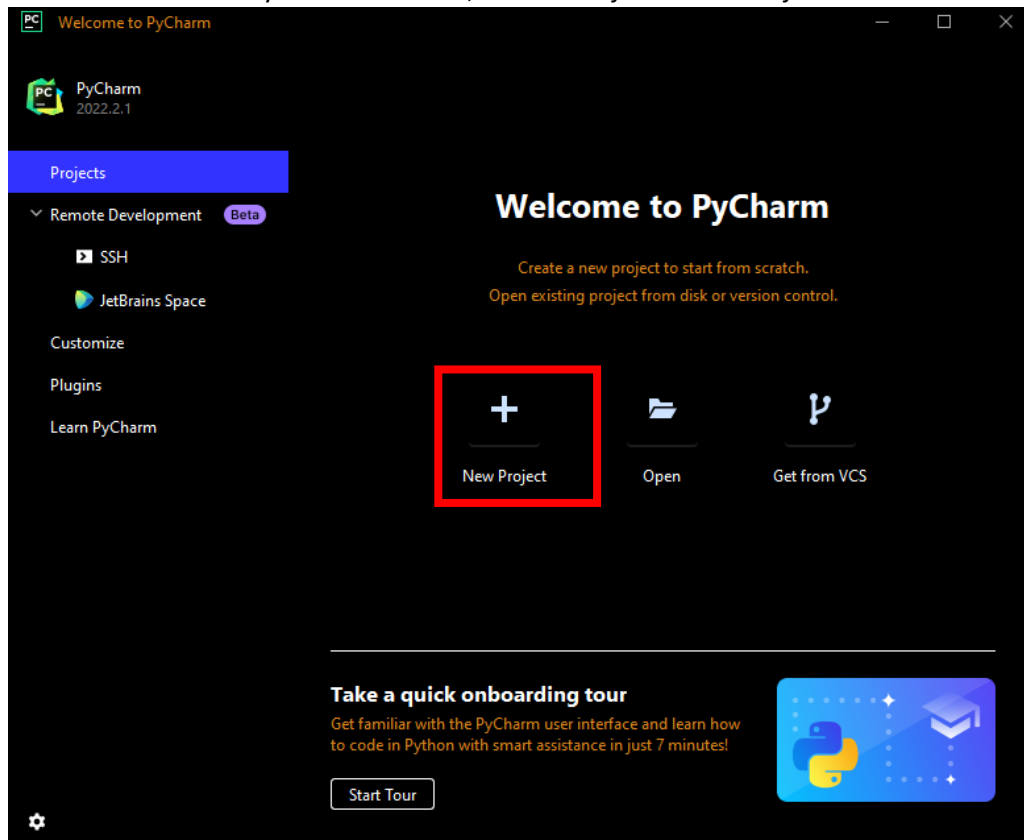 PC Welcome to PyCharm
PC PyCharm
2022.2.1
Projects
Remote Development Beta
SSH
JetBrains Space
Customize
Plugins
Learn PyCharm
Welcome to PyCharm
Create a new project to start from scratch.
Open existing project from disk or version control.
New Project Open Get from VCS
Take a quick onboarding tour
Get familiar with the PyCharm user interface and learn how
to code in Python with smart assistance in just 7 minutes!
Start Tour